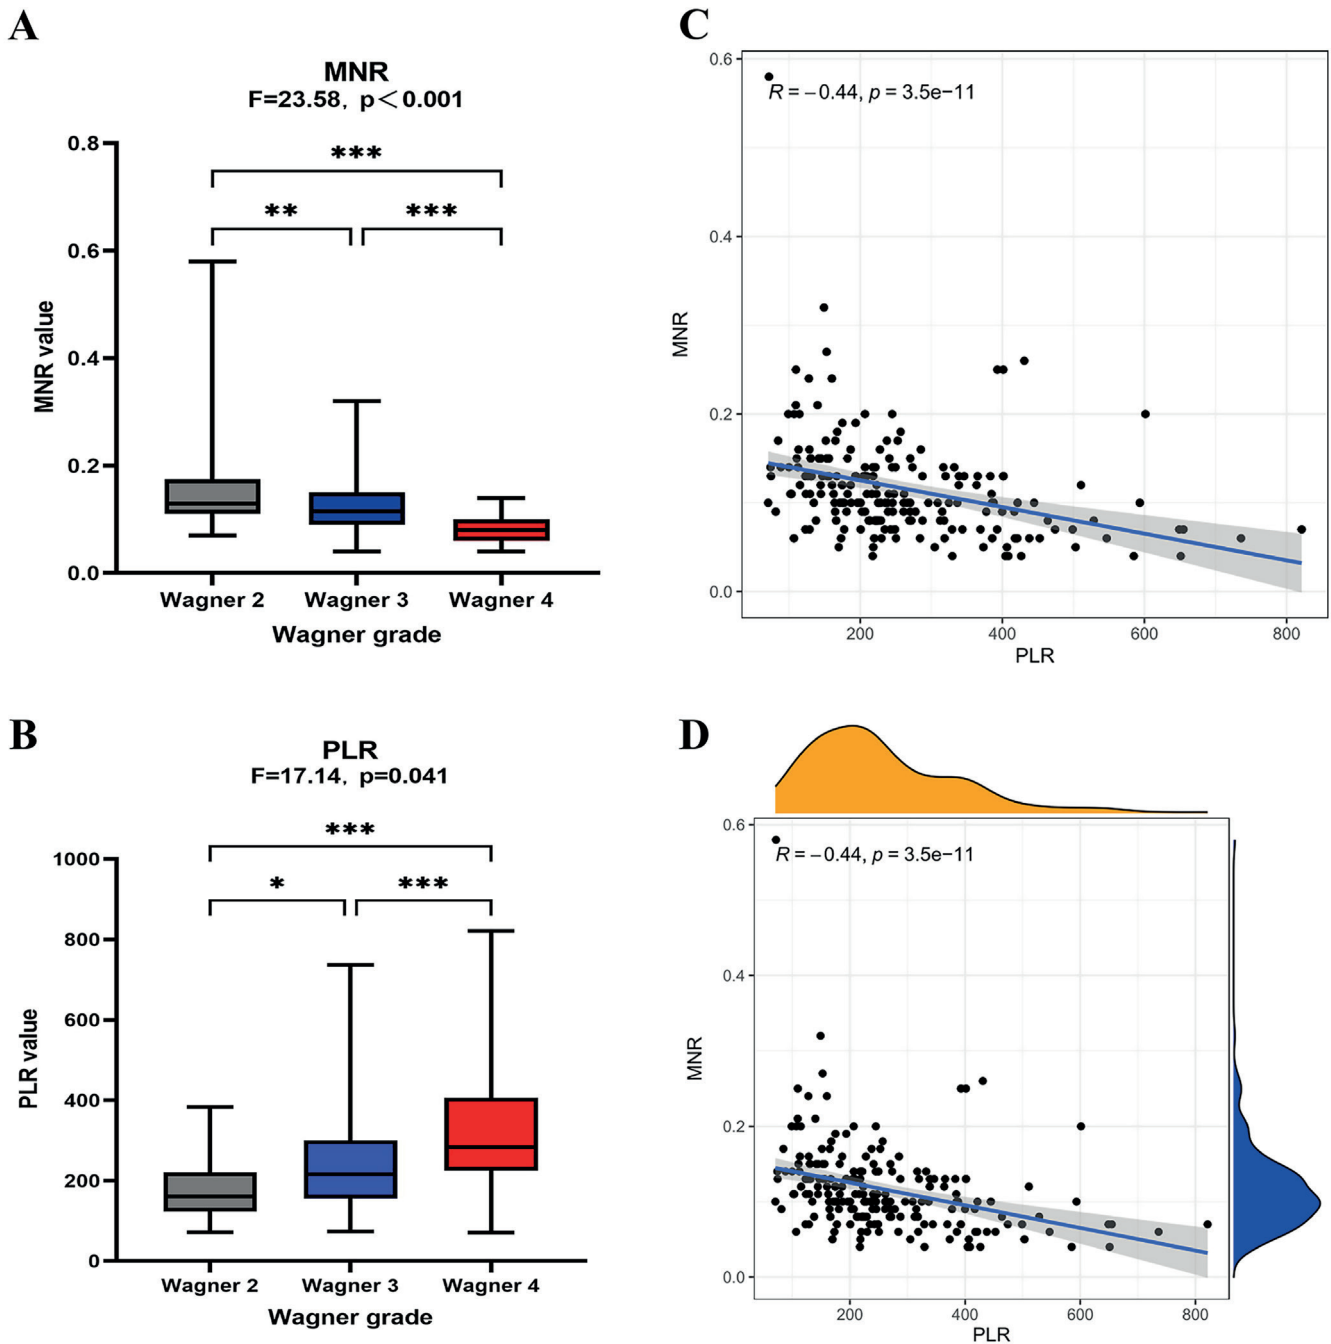 A
MNR
F=23.58, p<0.001
***
** ***
0.8
0.6
0.4
0.2
0.0
MNR value
Wagner 2 Wagner 3 Wagner 4
Wagner grade
C
R = −0.44, p = 3.5e−11
0.6
0.4
0.2
0.0
MNR
200 400 600 800
PLR
B
PLR
F=17.14, p=0.041
***
* ***
1000
800
600
400
200
0
PLR value
Wagner 2 Wagner 3 Wagner 4
Wagner grade
D
R = −0.44, p = 3.5e−11
0.6
0.4
0.2
0.0
MNR
200 400 600 800
PLR